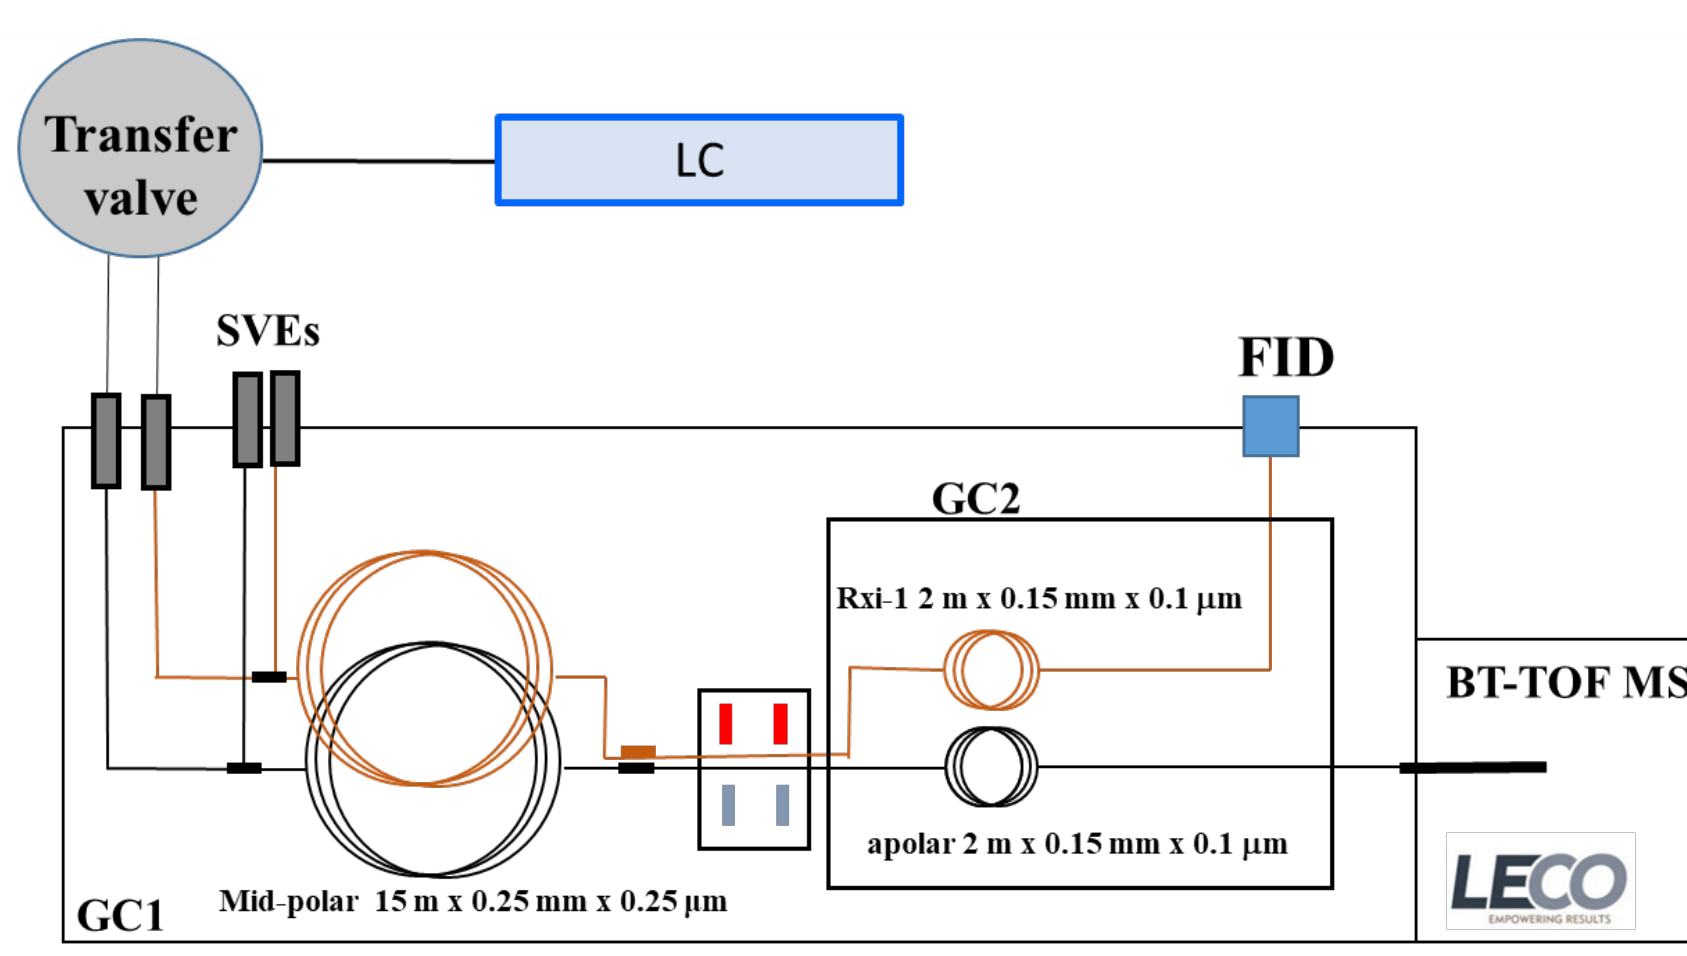 Transfer
valve
LC
SVEs
FID
GC2
Rxi-1 2 m x 0.15 mm x 0.1 μm
BT-TOF MS
apolar 2 m x 0.15 mm x 0.1 μm
Mid-polar 15 m x 0.25 mm x 0.25 μm
GC1
LECO
EMPOWERING RESULTS